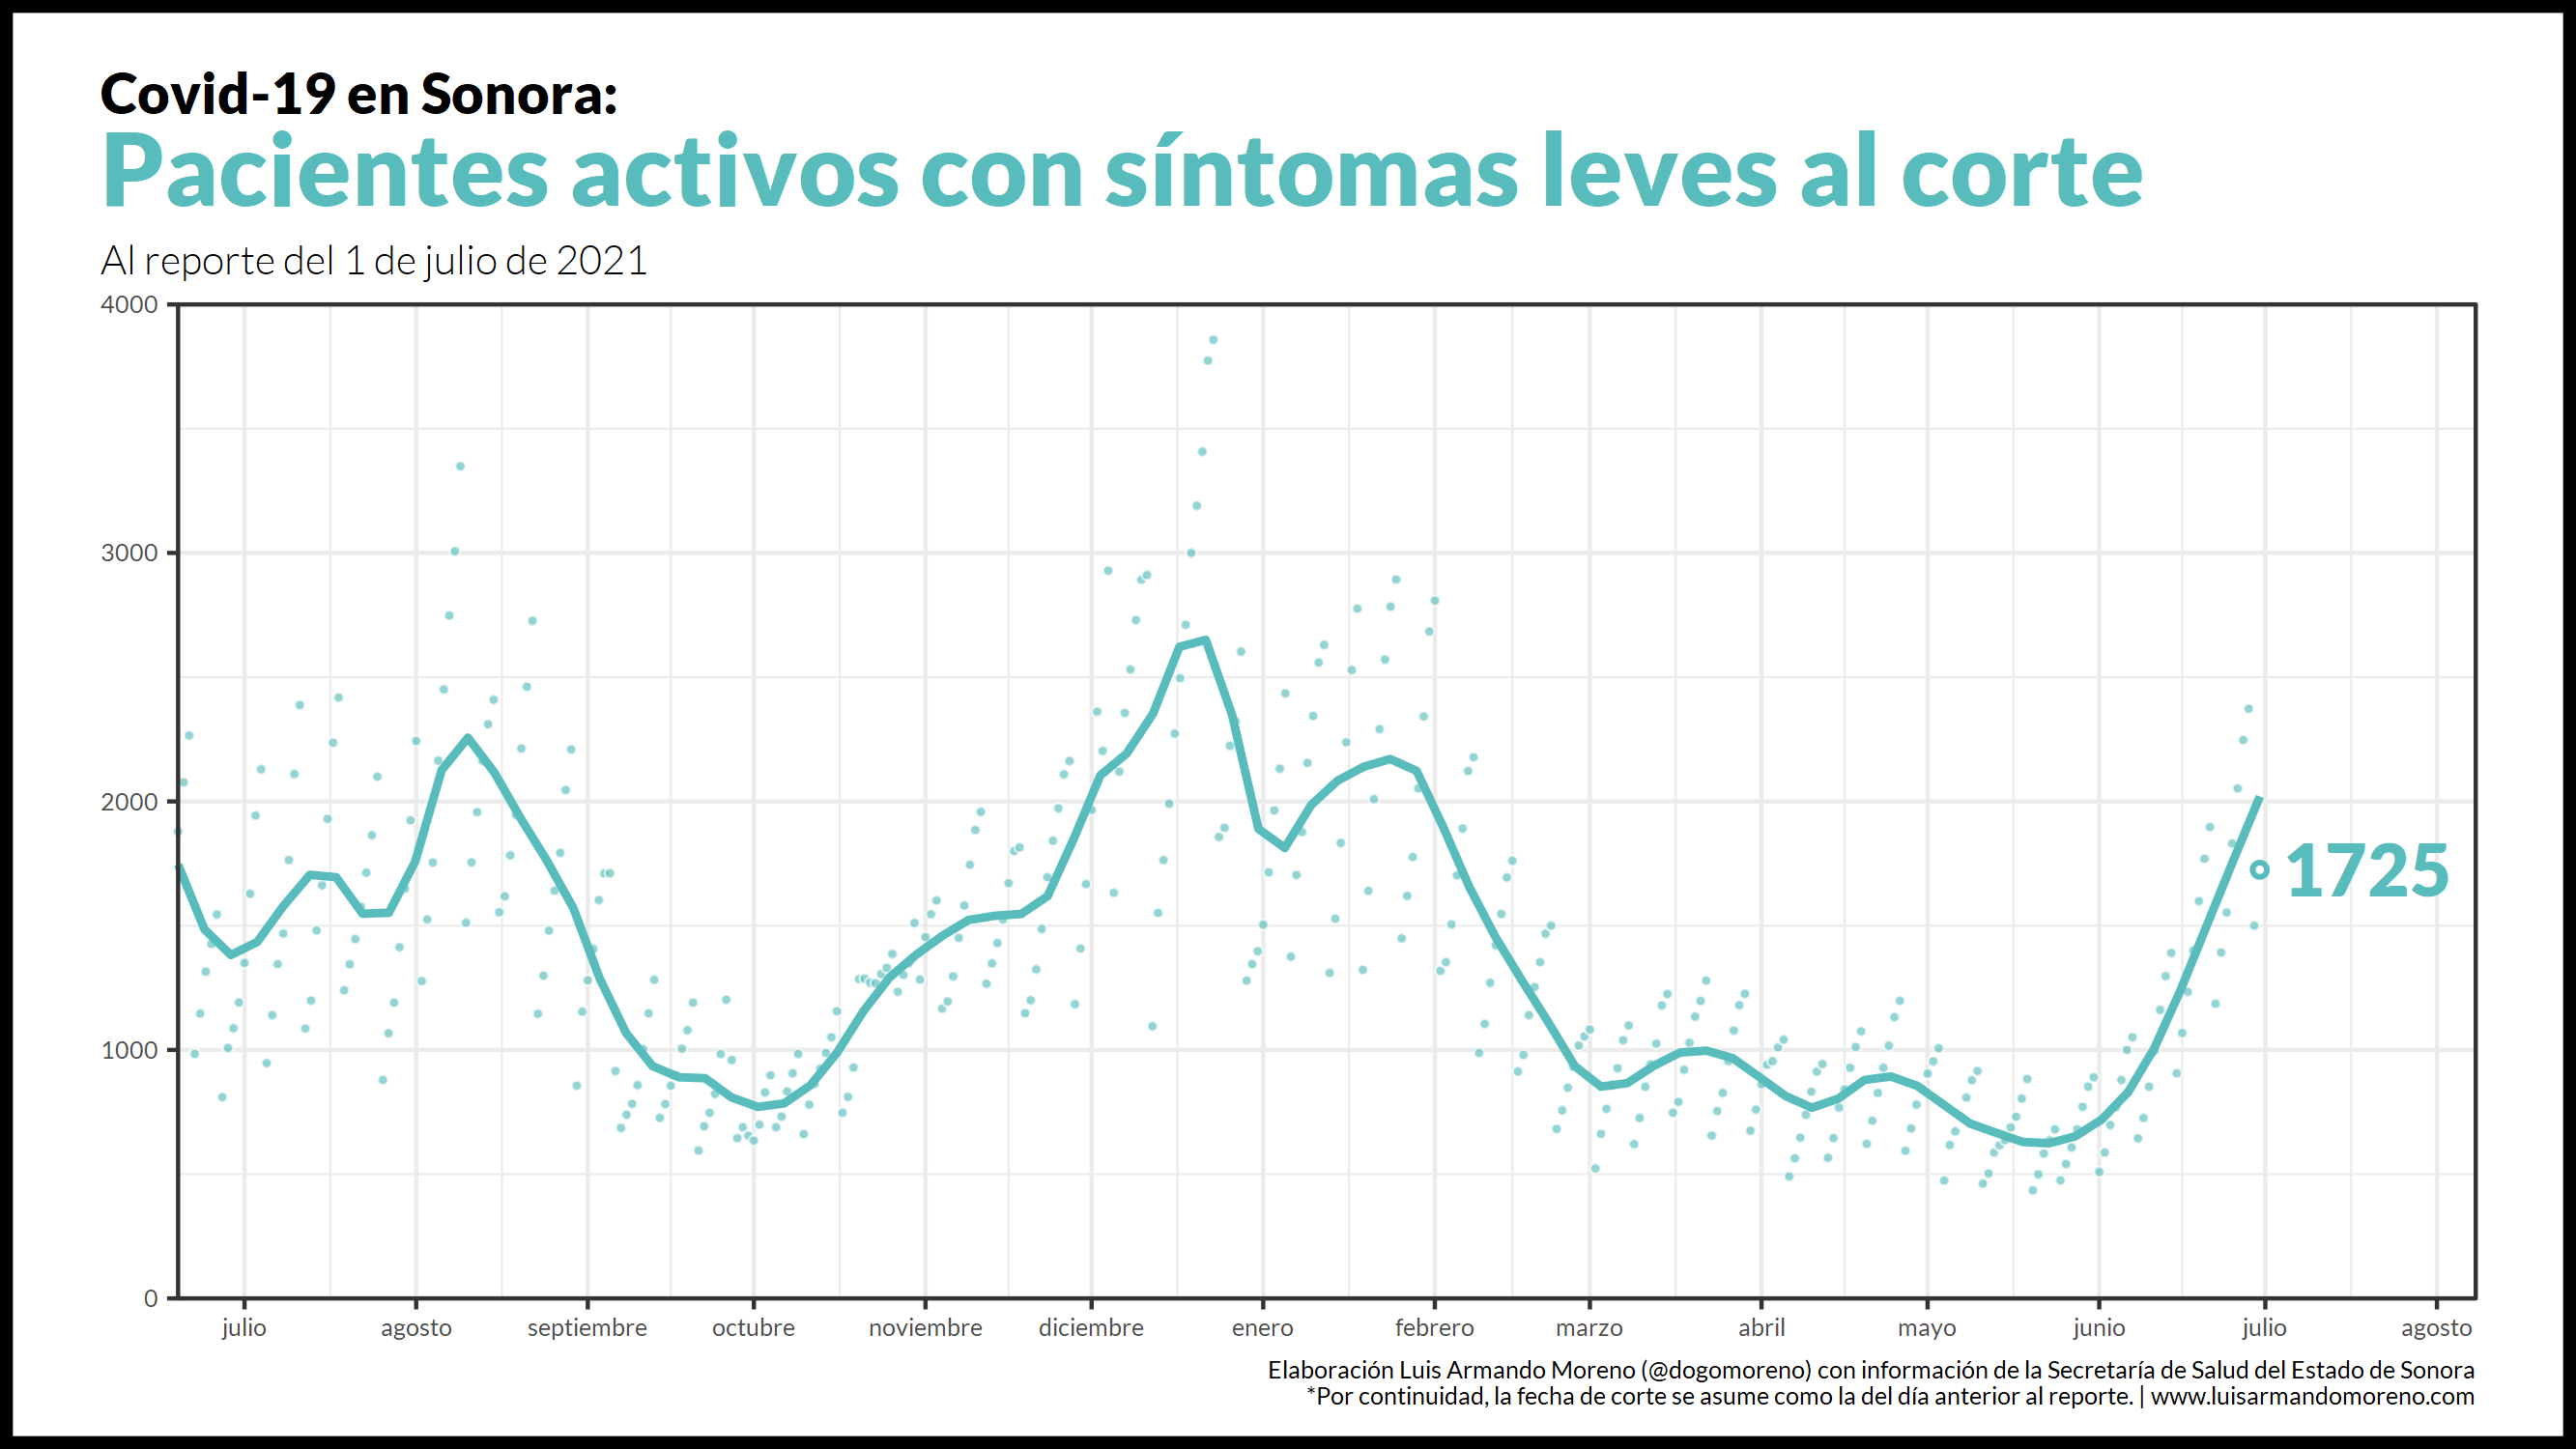 Covid-19 en Sonora:
Pacientes activos con síntomas leves al corte
Al reporte del 1 de julio de 2021
4000
3000
2000
1000
0
1725
julio agosto septiembre octubre noviembre diciembre enero febrero marzo abril mayo junio julio agosto
Elaboración Luis Armando Moreno (@dogomoreno) con información de la Secretaría de Salud del Estado de Sonora
*Por continuidad, la fecha de corte se asume como la del día anterior al reporte. | www.luisarmandomoreno.com